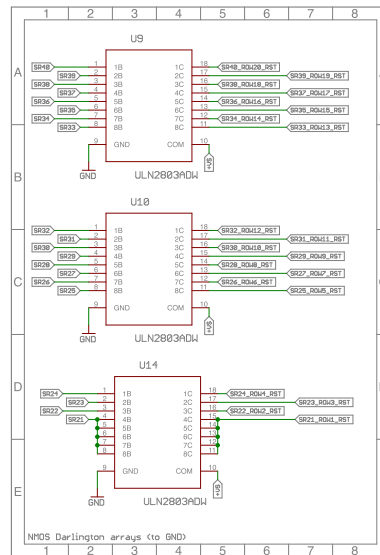 1 2 3 4 5 6 7 8
A
B
C
D
E
U9
SR40 1 1B 1C 18 SR40_ROW20_RST
SR39 2 2B 2C 17 SR39_ROW19_RST
SR38 3 3B 3C 16 SR38_ROW18_RST
SR37 4 4B 4C 15 SR37_ROW17_RST
SR36 5 5B 5C 14 SR36_ROW16_RST
SR35 6 6B 6C 13 SR35_ROW15_RST
SR34 7 7B 7C 12 SR34_ROW14_RST
SR33 8 8B 8C 11 SR33_ROW13_RST
9 GND COM 10
GND +VS
ULN2803ADW
U10
SR32 1 1B 1C 18 SR32_ROW12_RST
SR31 2 2B 2C 17 SR31_ROW11_RST
SR30 3 3B 3C 16 SR30_ROW10_RST
SR29 4 4B 4C 15 SR29_ROW9_RST
SR28 5 5B 5C 14 SR28_ROW8_RST
SR27 6 6B 6C 13 SR27_ROW7_RST
SR26 7 7B 7C 12 SR26_ROW6_RST
SR25 8 8B 8C 11 SR25_ROW5_RST
9 GND COM 10
GND +VS
ULN2803ADW
U14
SR24 1 1B 1C 18 SR24_ROW4_RST
SR23 2 2B 2C 17 SR23_ROW3_RST
SR22 3 3B 3C 16 SR22_ROW2_RST
SR21 4 4B 4C 15 SR21_ROW1_RST
5 5B 5C 14
6 6B 6C 13
7 7B 7C 12
8 8B 8C 11
9 GND COM 10
GND +VS
ULN2803ADW
NMOS Darlington arrays (to GND)
1 2 3 4 5 6 7 8